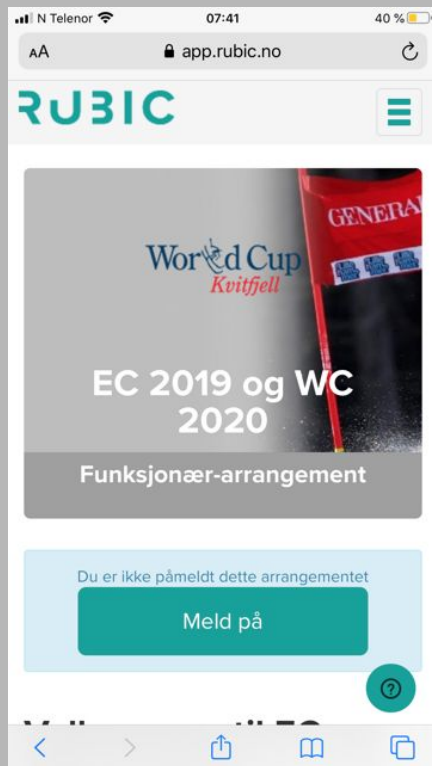 N Telenor 07:41 40 %
AA app.rubic.no
RUBIC
GENERAL
World Cup
Kvitfjell
EC 2019 og WC
2020
Funksjonær-arrangement
Du er ikke påmeldt dette arrangementet
Meld på
?